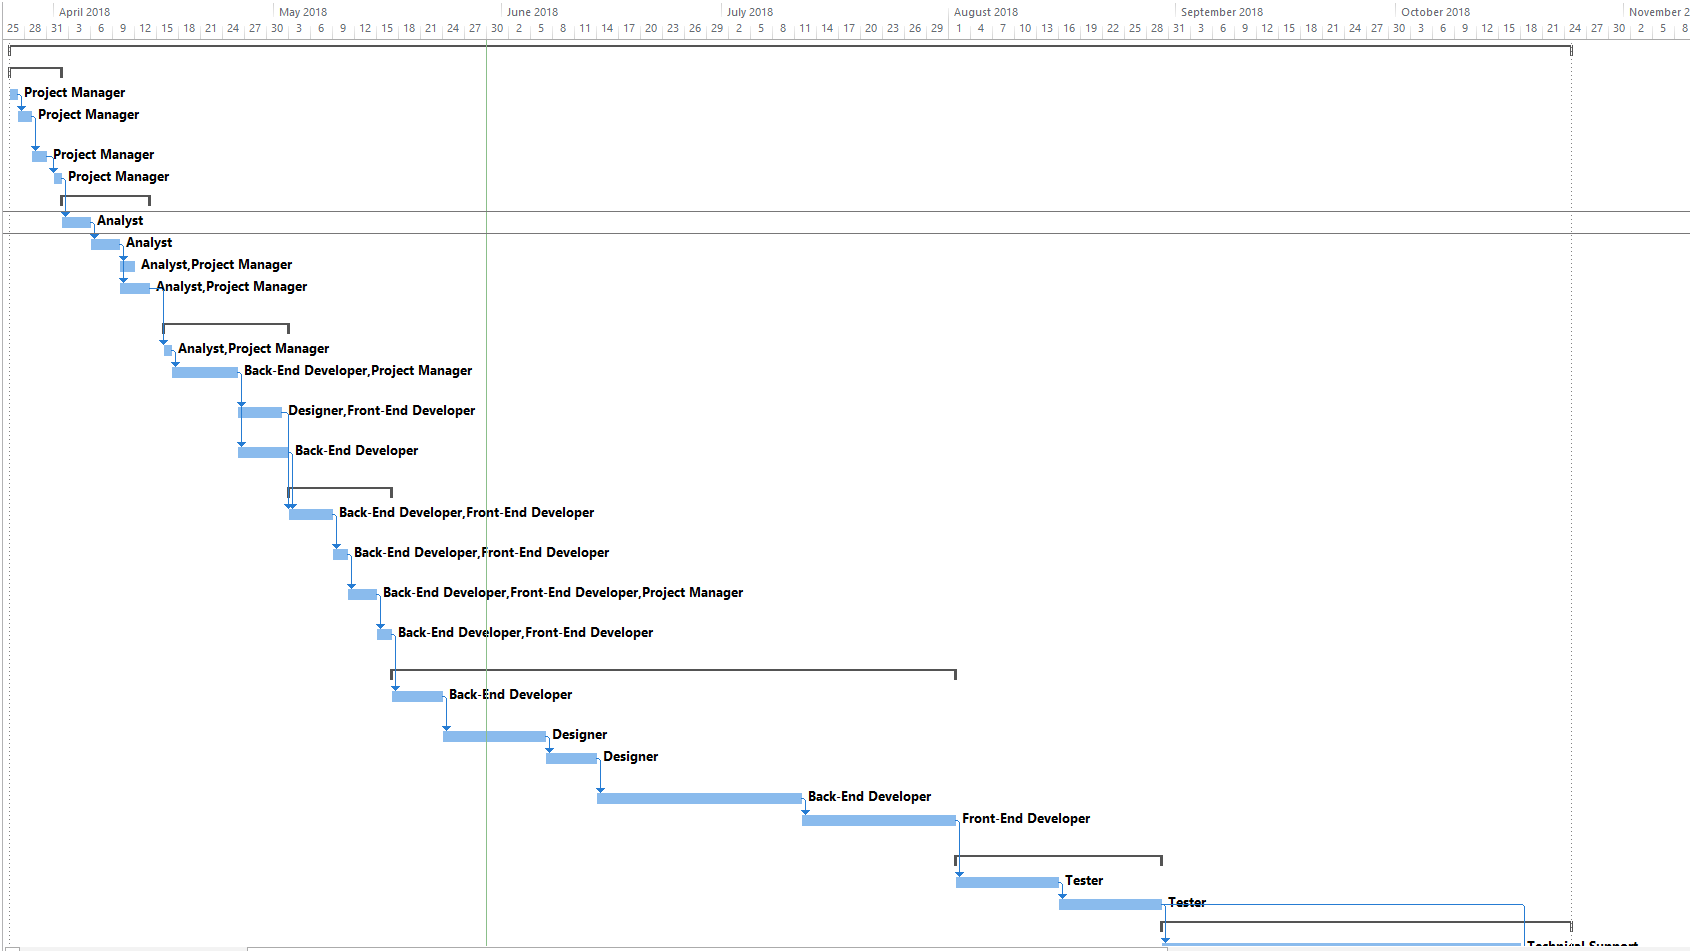 April 2018 May 2018 June 2018 July 2018 August 2018 September 2018 October 2018 November 2
25 28 31 3 6 9 12 15 18 21 24 27 30 3 6 9 12 15 18 21 24 27 30 2 5 8 11 14 17 20 23 26 29 2 5 8 11 14 17 20 23 26 29 1 4 7 10 13 16 19 22 25 28 31 3 6 9 12 15 18 21 24 27 30 3 6 9 12 15 18 21 24 27 30 2 5 8
Project Manager
Project Manager
Project Manager
Project Manager
Analyst
Analyst
Analyst,Project Manager
Analyst,Project Manager
Analyst,Project Manager
Back-End Developer,Project Manager
Designer,Front-End Developer
Back-End Developer
Back-End Developer,Front-End Developer
Back-End Developer,Front-End Developer
Back-End Developer,Front-End Developer,Project Manager
Back-End Developer,Front-End Developer
Back-End Developer
Designer
Designer
Back-End Developer
Front-End Developer
Tester
Tester
Technical Support